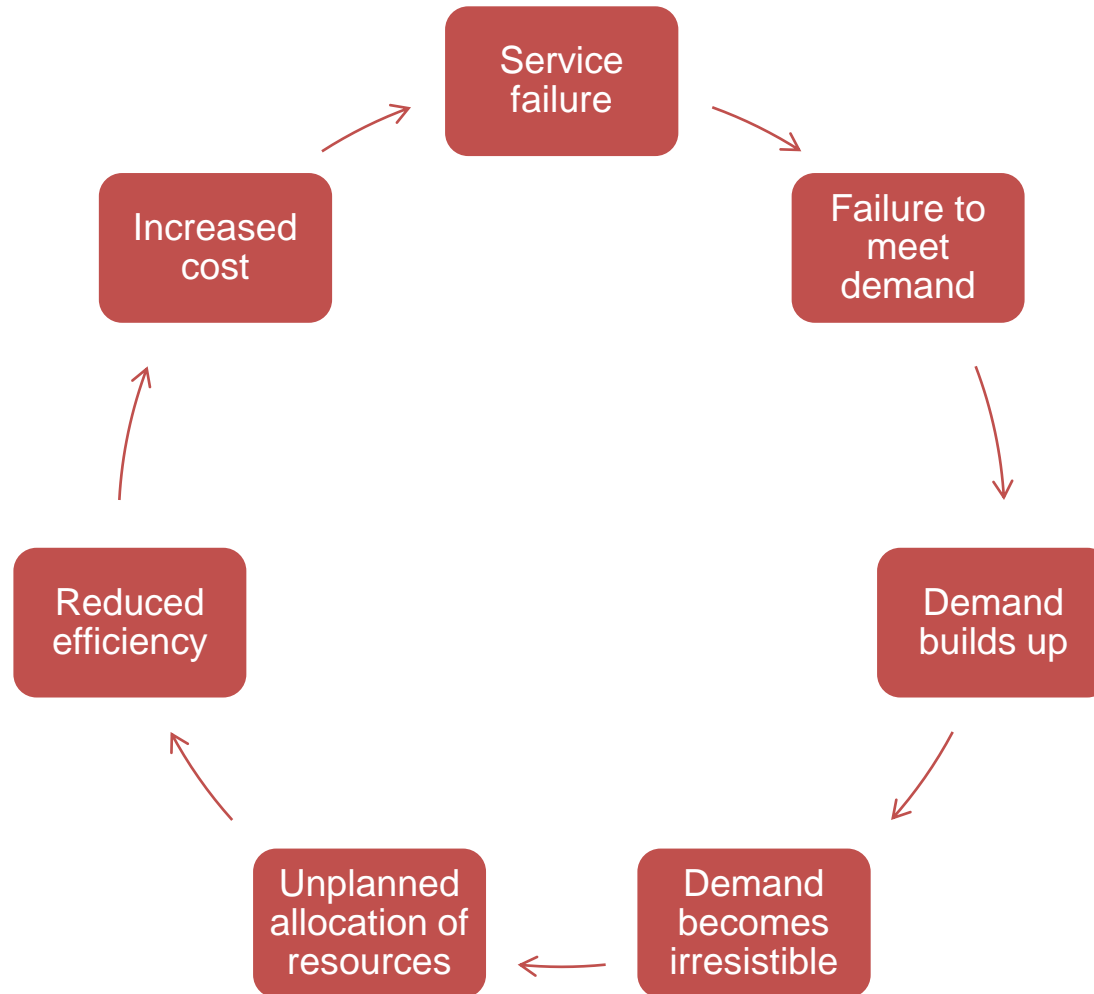 Service
failure
Failure to
meet
demand
Demand
builds up
Demand
becomes
irresistible
Unplanned
allocation of
resources
Reduced
efficiency
Increased
cost